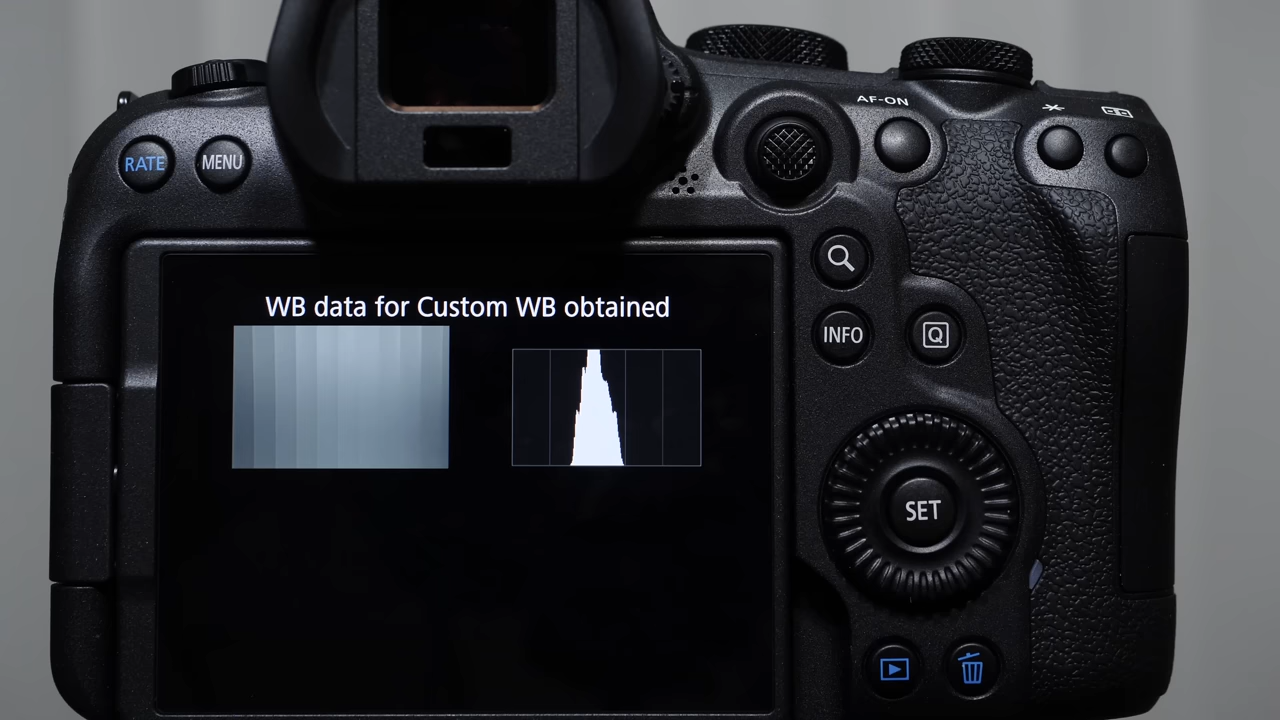 AF-ON
RATE
MENU
WB data for Custom WB obtained
INFO
Q
SET